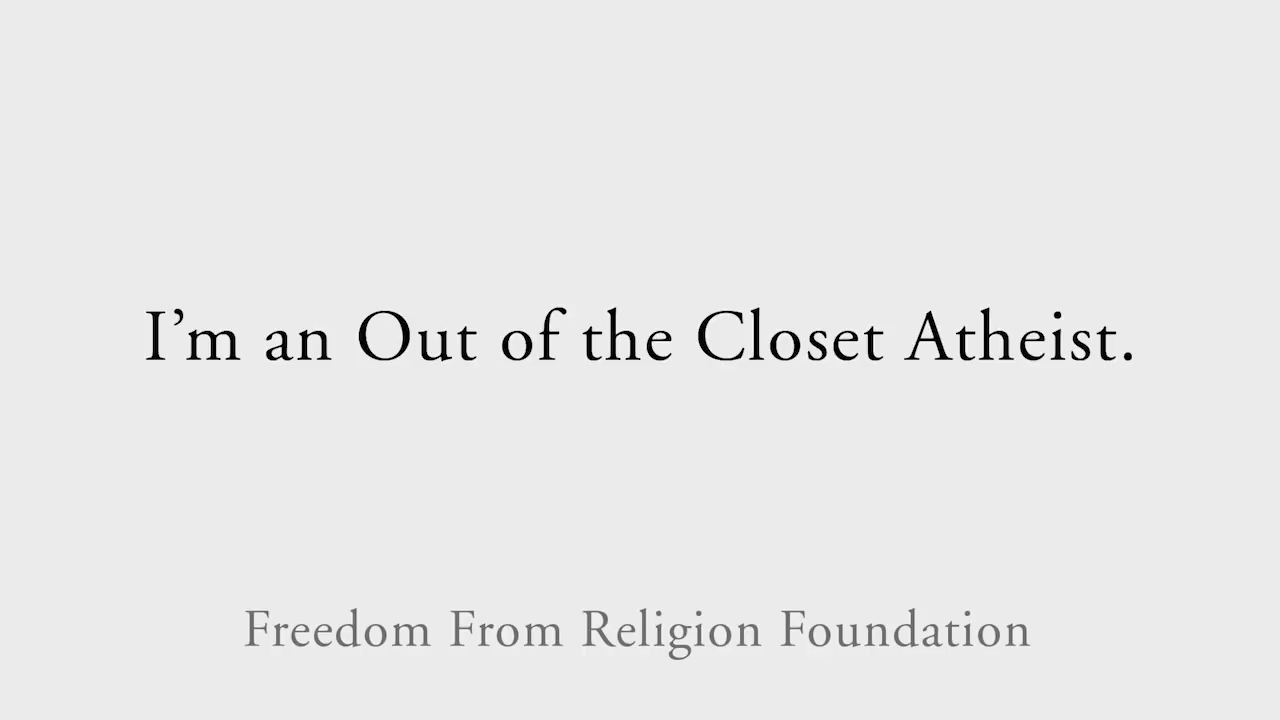 I’m an Out of the Closet Atheist.
Freedom From Religion Foundation